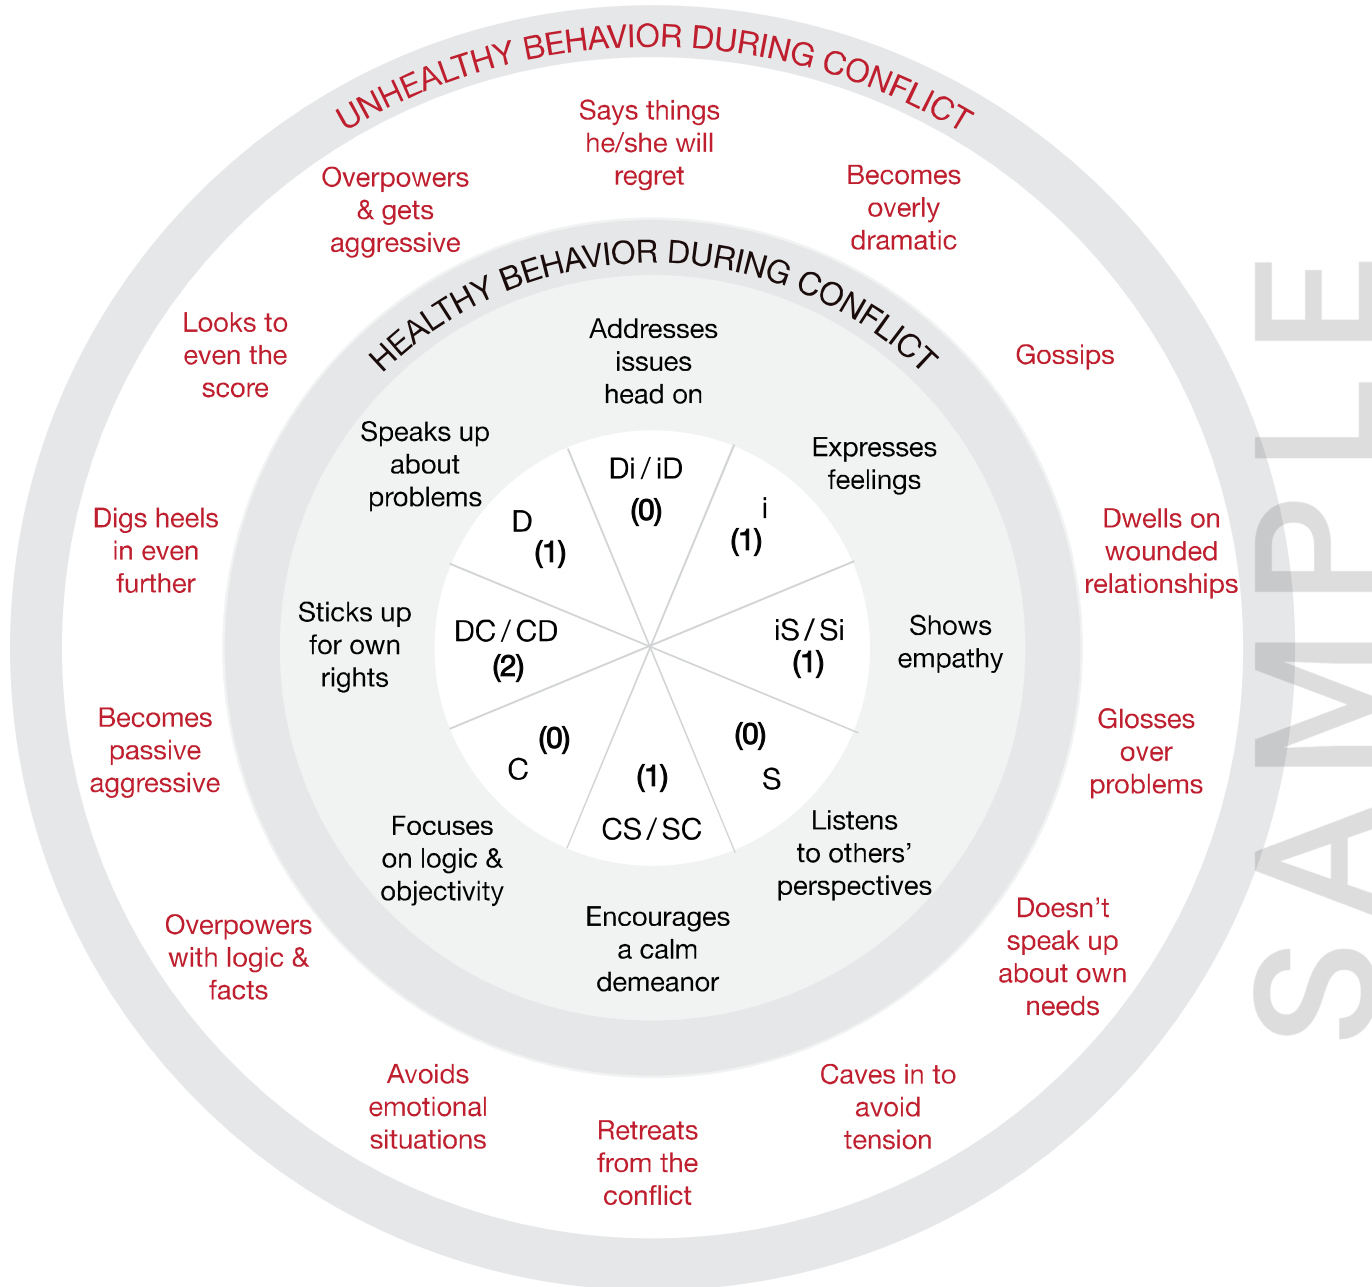 UNHEALTHY BEHAVIOR DURING CONFLICT
Says things
he/she will
regret
Becomes
overly
dramatic
Gossips
Dwells on
wounded
relationships
Glosses
over
problems
Doesn't
speak up
about own
needs
Caves in to
avoid
tension
Retreats
from the
conflict
Avoids
emotional
situations
Overpowers
with logic &
facts
Becomes
passive
aggressive
Digs heels
in even
further
Looks to
even the
score
Overpowers
& gets
aggressive
HEALTHY BEHAVIOR DURING CONFLICT
Addresses
issues
head on
Expresses
feelings
Shows
empathy
Listens
to others’
perspectives
Encourages
a calm
demeanor
Focuses
on logic &
objectivity
Sticks up
for own
rights
Speaks up
about
problems
Di / iD
(0)
i
(1)
iS / Si
(1)
(0)
S
(1)
CS / SC
(0)
C
DC / CD
(2)
D
(1)
SAMPLE